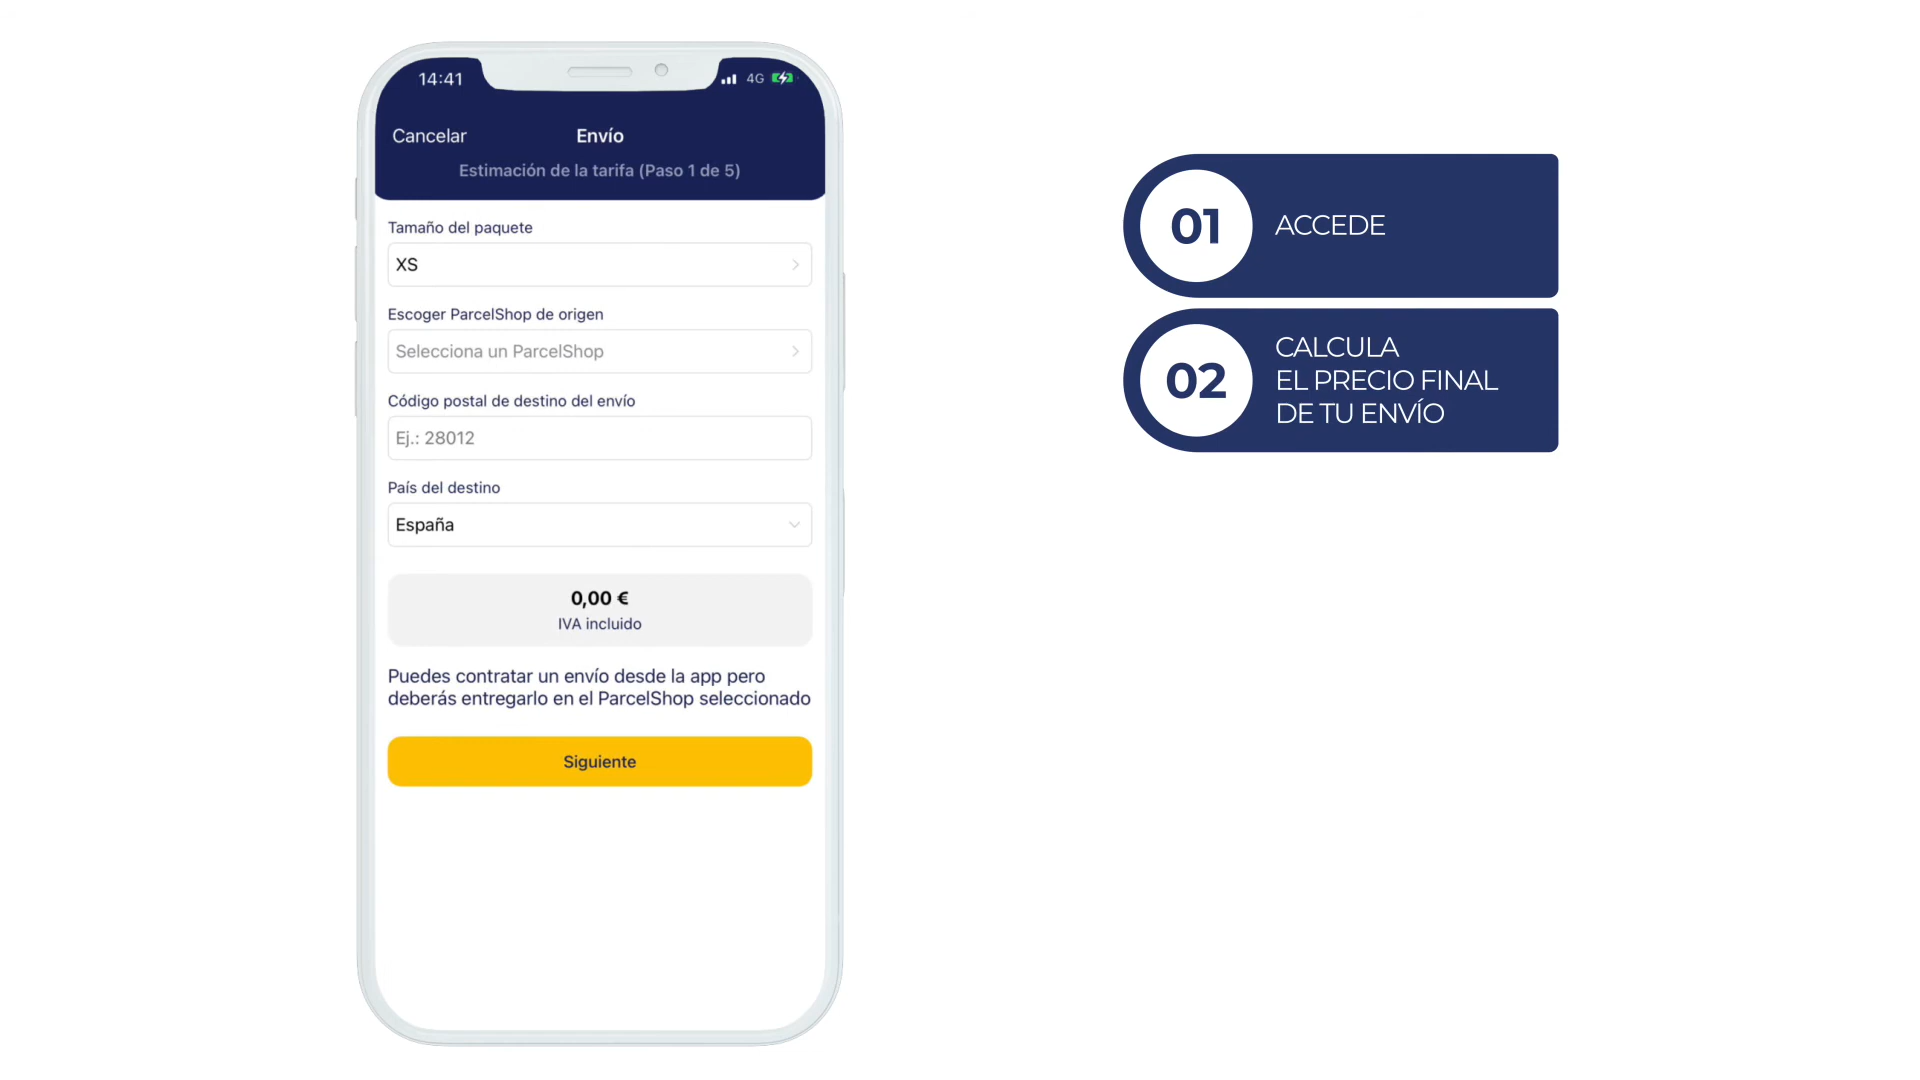 14:41
4G
Cancelar
Envío
Estimación de la tarifa (Paso 1 de 5)
Tamaño del paquete
XS
Escoger ParcelShop de origen
Selecciona un ParcelShop
Código postal de destino del envío
Ej.: 28012
País del destino
España
0,00 €
IVA incluido
Puedes contratar un envío desde la app pero
deberás entregarlo en el ParcelShop seleccionado
Siguiente
01
ACCEDE
02
CALCULA
EL PRECIO FINAL
DE TU ENVÍO